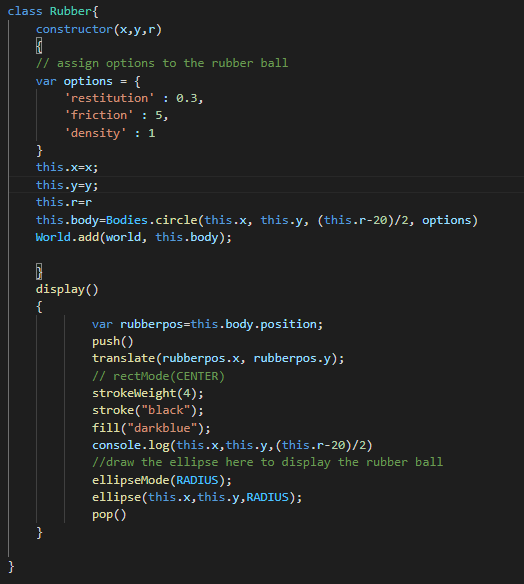 class Rubber{
constructor(x,y,r)
{
// assign options to the rubber ball
var options = {
'restitution' : 0.3,
'friction' : 5,
'density' : 1
}
this.x=x;
this.y=y;
this.r=r
this.body=Bodies.circle(this.x, this.y, (this.r-20)/2, options)
World.add(world, this.body);
}
display()
{
var rubberpos=this.body.position;
push()
translate(rubberpos.x, rubberpos.y);
// rectMode(CENTER)
strokeWeight(4);
stroke("black");
fill("darkblue");
console.log(this.x,this.y,(this.r-20)/2)
//draw the ellipse here to display the rubber ball
ellipseMode(RADIUS);
ellipse(this.x,this.y,RADIUS);
pop()
}
}